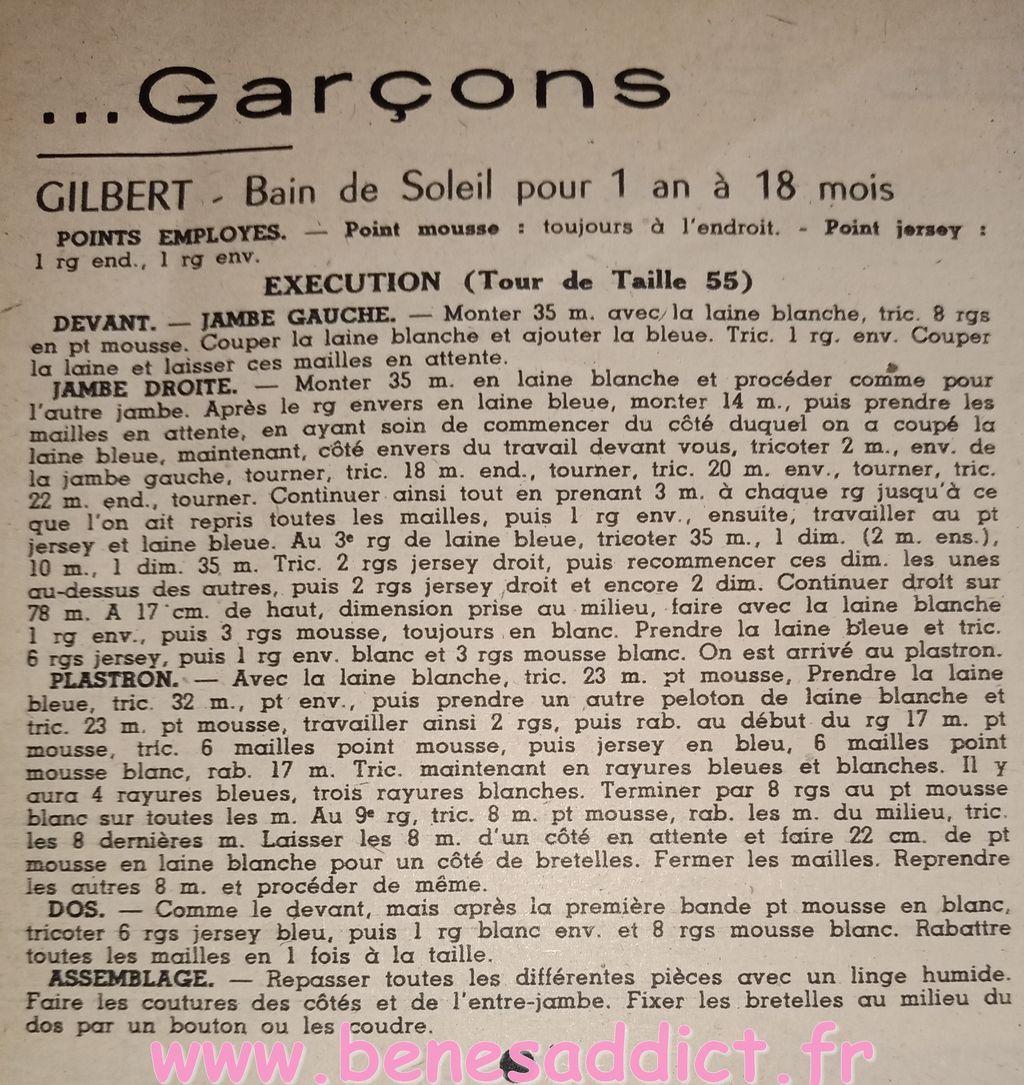 ...Garçons
GILBERT - Bain de Soleil pour 1 an à 18 mois
POINTS EMPLOYES. — Point mousse : toujours à l'endroit. - Point jersey :
1 rg end., 1 rg env.
EXECUTION (Tour de Taille 55)
DEVANT. — JAMBE GAUCHE. — Monter 35 m. avec la laine blanche, tric. 8 rgs
en pt mousse. Couper la laine blanche et ajouter la bleue. Tric. 1 rg. env. Couper
la laine et laisser ces mailles en attente.
JAMBE DROITE. — Monter 35 m. en laine blanche et procéder comme pour
l'autre jambe. Après le rg envers en laine bleue, monter 14 m., puis prendre les
mailles en attente, en ayant soin de commencer du côté duquel on a coupé la
laine bleue, maintenant, côté envers du travail devant vous, tricoter 2 m., env. de
la jambe gauche, tourner, tric. 18 m. end., tourner, tric. 20 m. env., tourner, tric.
22 m. end., tourner. Continuer ainsi tout en prenant 3 m. à chaque rg jusqu'à ce
que l'on ait repris toutes les mailles, puis 1 rg env., ensuite, travailler au pt
jersey et laine bleue. Au 3e rg de laine bleue, tricoter 35 m., 1 dim. (2 m. ens.),
10 m., 1 dim. 35 m. Tric. 2 rgs jersey droit, puis recommencer ces dim. les unes
au-dessus des autres, puis 2 rgs jersey droit et encore 2 dim. Continuer droit sur
78 m. A 17 cm. de haut, dimension prise au milieu, faire avec la laine blanche
1 rg env., puis 3 rgs mousse, toujours en blanc. Prendre la laine bleue et tric.
6 rgs jersey, puis 1 rg env. blanc et 3 rgs mousse blanc. On est arrivé au plastron.
PLASTRON. — Avec la laine blanche, tric. 23 m. pt mousse, Prendre la laine
bleue, tric. 32 m., pt env., puis prendre un autre peloton de laine blanche et
tric. 23 m. pt mousse, travailler ainsi 2 rgs, puis rab. au début du rg 17 m. pt
mousse, tric. 6 mailles point mousse, puis jersey en bleu, 6 mailles point
mousse blanc, rab. 17 m. Tric. maintenant en rayures bleues et blanches. Il y
aura 4 rayures bleues, trois rayures blanches. Terminer par 8 rgs au pt mousse
blanc sur toutes les m. Au 9e rg, tric. 8 m. pt mousse, rab. les m. du milieu, tric.
les 8 dernières m. Laisser les 8 m. d'un côté en attente et faire 22 cm. de pt
mousse en laine blanche pour un côté de bretelles. Fermer les mailles. Reprendre
les autres 8 m. et procéder de même.
DOS. — Comme le devant, mais après la première bande pt mousse en blanc,
tricoter 6 rgs jersey bleu, puis 1 rg blanc env. et 8 rgs mousse blanc. Rabattre
toutes les mailles en 1 fois à la taille.
ASSEMBLAGE. — Repasser toutes les différentes pièces avec un linge humide.
Faire les coutures des côtés et de l'entre-jambe. Fixer les bretelles au milieu du
dos par un bouton ou les coudre.
www.benesaddict.fr